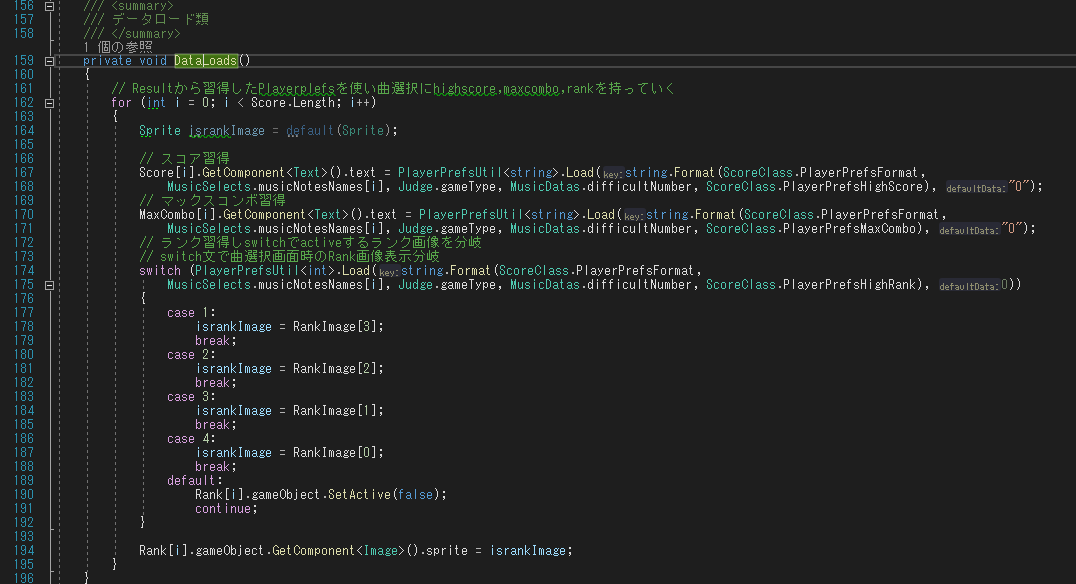 156 /// <summary>
157 /// データロード類
158 /// </summary>
1 個の参照
159 private void DataLoads()
160 {
161 // Resultから習得したPlayerplefsを使い曲選択にhighscore,maxcombo,rankを持っていく
162 for (int i = 0; i < Score.Length; i++)
163 {
164 Sprite isrankImage = default(Sprite);
165
166 // スコア習得
167 Score[i].GetComponent<Text>().text = PlayerPrefsUtil<string>.Load(key:string.Format(ScoreClass.PlayerPrefsFormat,
168 MusicSelects.musicNotesNames[i], Judge.gameType, MusicDatas.difficultNumber, ScoreClass.PlayerPrefsHighScore), defaultData:"0");
169 // マックスコンボ習得
170 MaxCombo[i].GetComponent<Text>().text = PlayerPrefsUtil<string>.Load(key:string.Format(ScoreClass.PlayerPrefsFormat,
171 MusicSelects.musicNotesNames[i], Judge.gameType, MusicDatas.difficultNumber, ScoreClass.PlayerPrefsMaxCombo), defaultData:"0");
172 // ランク習得しswitchでactiveするランク画像を分岐
173 // switch文で曲選択画面時のRank画像表示分岐
174 switch (PlayerPrefsUtil<int>.Load(key:string.Format(ScoreClass.PlayerPrefsFormat,
175 MusicSelects.musicNotesNames[i], Judge.gameType, MusicDatas.difficultNumber, ScoreClass.PlayerPrefsHighRank), defaultData:0))
176 {
177 case 1:
178 isrankImage = RankImage[3];
179 break;
180 case 2:
181 isrankImage = RankImage[2];
182 break;
183 case 3:
184 isrankImage = RankImage[1];
185 break;
186 case 4:
187 isrankImage = RankImage[0];
188 break;
189 default:
190 Rank[i].gameObject.SetActive(false);
191 continue;
192 }
193
194 Rank[i].gameObject.GetComponent<Image>().sprite = isrankImage;
195 }
196 }